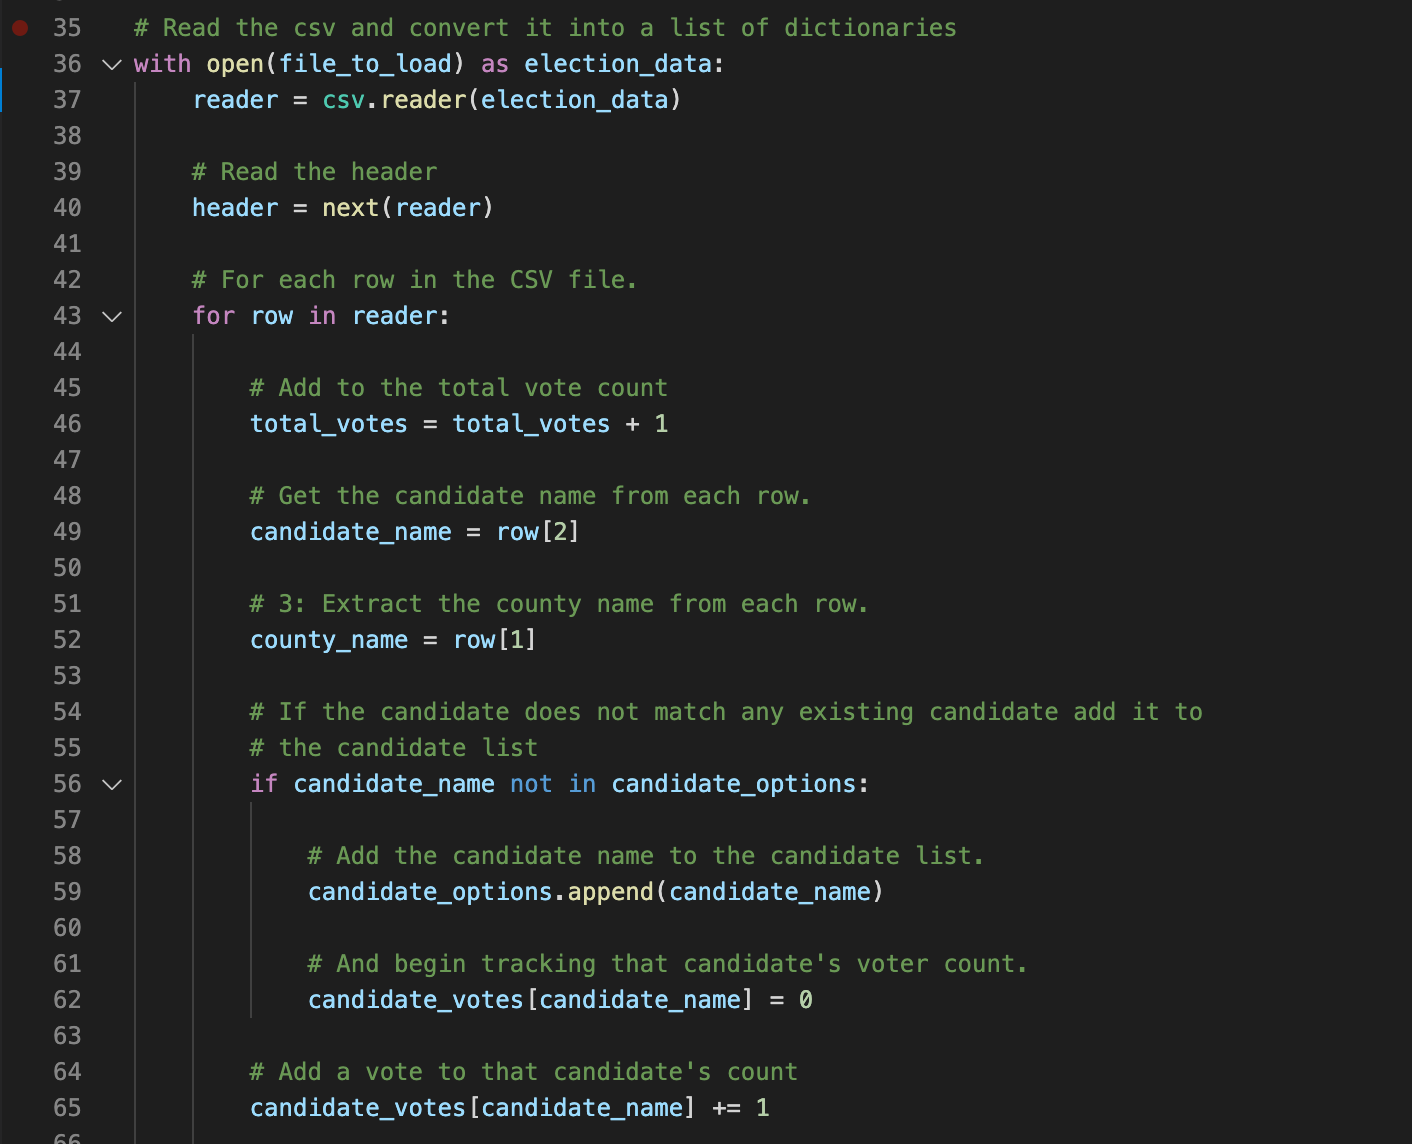 35 # Read the csv and convert it into a list of dictionaries
36 with open(file_to_load) as election_data:
37     reader = csv.reader(election_data)
38
39     # Read the header
40     header = next(reader)
41
42     # For each row in the CSV file.
43     for row in reader:
44
45         # Add to the total vote count
46         total_votes = total_votes + 1
47
48         # Get the candidate name from each row.
49         candidate_name = row[2]
50
51         # 3: Extract the county name from each row.
52         county_name = row[1]
53
54         # If the candidate does not match any existing candidate add it to
55         # the candidate list
56         if candidate_name not in candidate_options:
57
58             # Add the candidate name to the candidate list.
59             candidate_options.append(candidate_name)
60
61             # And begin tracking that candidate's voter count.
62             candidate_votes[candidate_name] = 0
63
64         # Add a vote to that candidate's count
65         candidate_votes[candidate_name] += 1
66